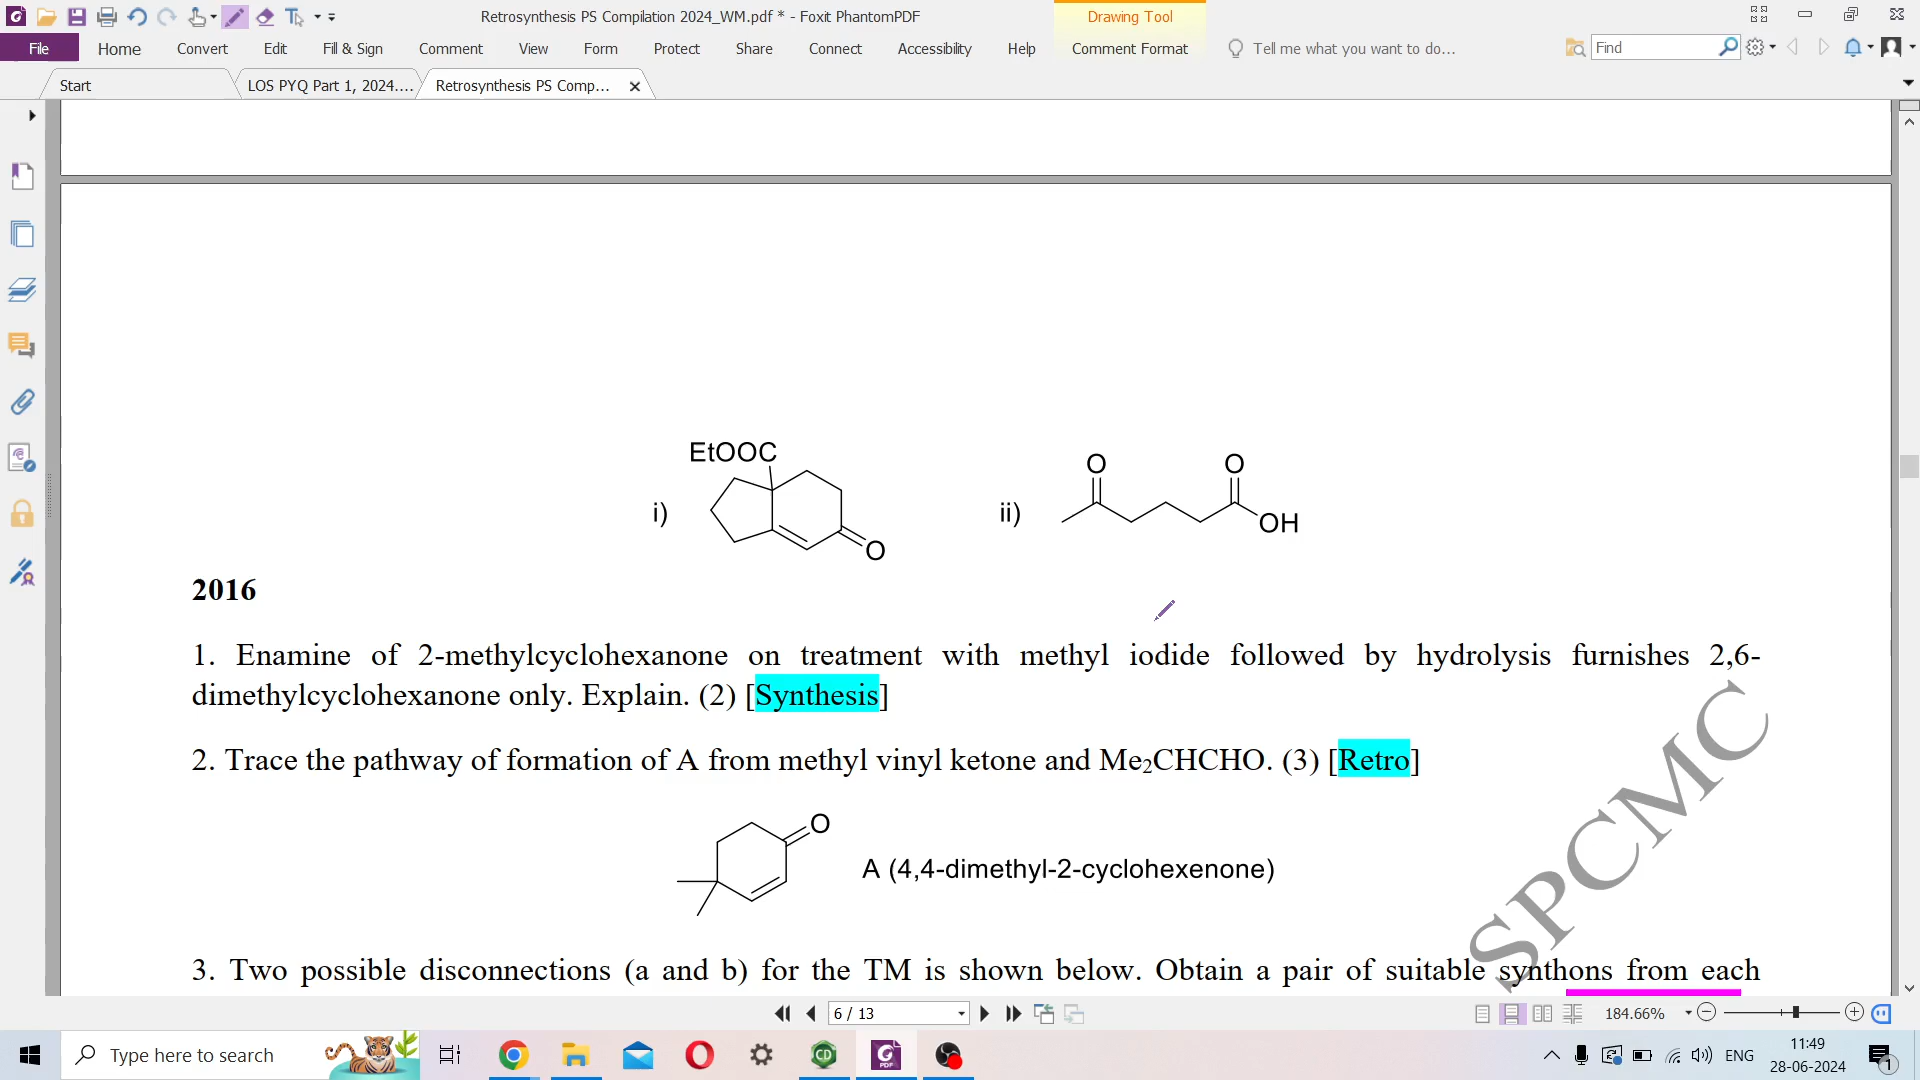 Retrosynthesis PS Compilation 2024_WM.pdf * - Foxit PhantomPDF
Drawing Tool
File Home Convert Edit Fill & Sign Comment View Form Protect Share Connect Accessibility Help Comment Format Tell me what you want to do... Find
Start LOS PYQ Part 1, 2024.... Retrosynthesis PS Comp...
EtOOC O O
i) O ii) OH
2016
1. Enamine of 2-methylcyclohexanone on treatment with methyl iodide followed by hydrolysis furnishes 2,6-
dimethylcyclohexanone only. Explain. (2) [Synthesis]
2. Trace the pathway of formation of A from methyl vinyl ketone and Me₂CHCHO. (3) [Retro]
O
A (4,4-dimethyl-2-cyclohexenone)
SPCMC
3. Two possible disconnections (a and b) for the TM is shown below. Obtain a pair of suitable synthons from each
6 / 13 184.66%
Type here to search CD PDF ENG 11:49
28-06-2024 1